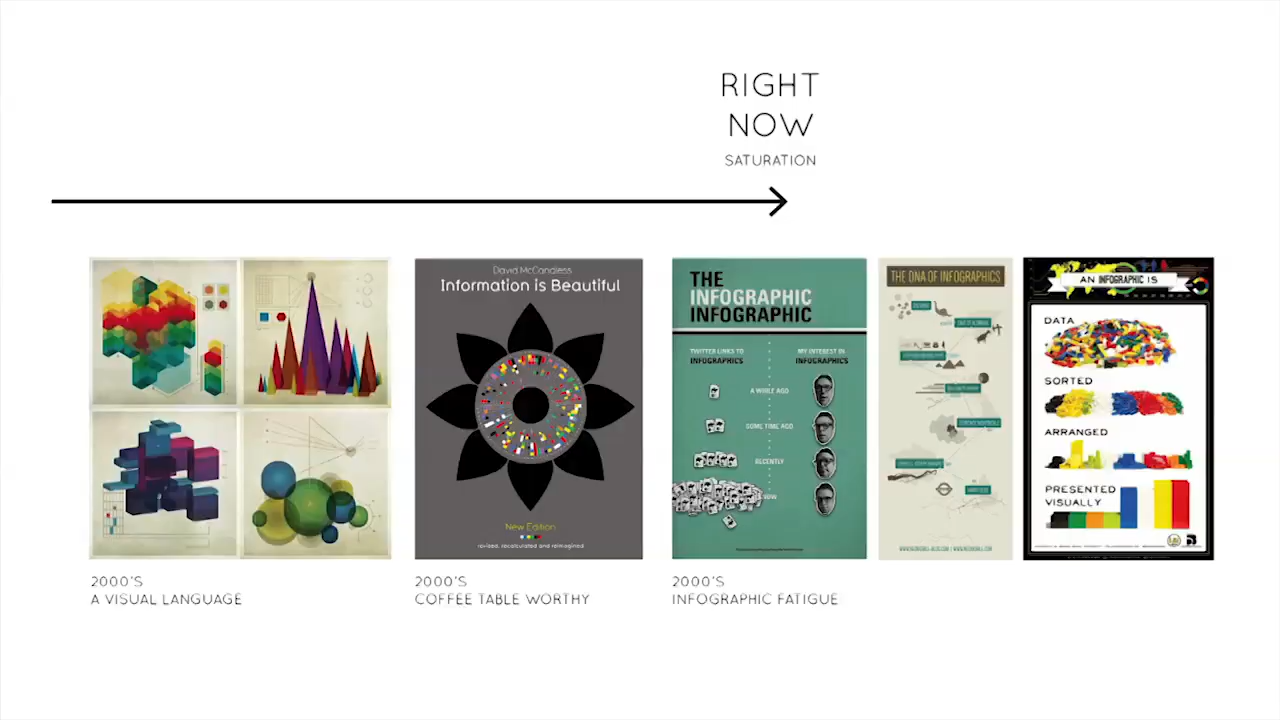 RIGHT
NOW
SATURATION
David McCandless
Information is Beautiful
New Edition
revised, recalculated and reimagined
THE
INFOGRAPHIC
INFOGRAPHIC
TWITTER LINKS TO
INFOGRAPHICS
MY INTEREST IN
INFOGRAPHICS
A WHILE AGO
SOME TIME AGO
RECENTLY
NOW
THE DNA OF INFOGRAPHICS
AN INFOGRAPHIC IS
DATA
SORTED
ARRANGED
PRESENTED
VISUALLY
2000'S
A VISUAL LANGUAGE
2000'S
COFFEE TABLE WORTHY
2000'S
INFOGRAPHIC FATIGUE